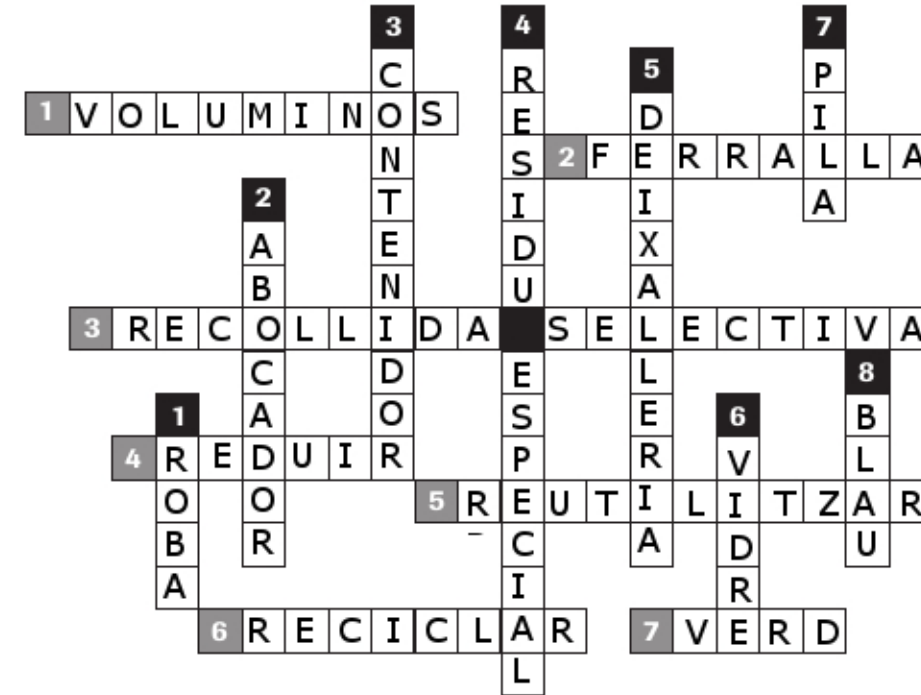 3 CONTENIDOR
4 RESIDU ESPECIAL
7 PILA
5 DEIXALLERIA
1 VOLUMINOS
2 FERRALLA
2 ABOCADOR
3 RECOLLIDA SELECTIVA
8 BLAU
1 ROBA
6 VIDRE
4 REDUIR
5 REUTILITZAR
6 RECICLAR
7 VERD